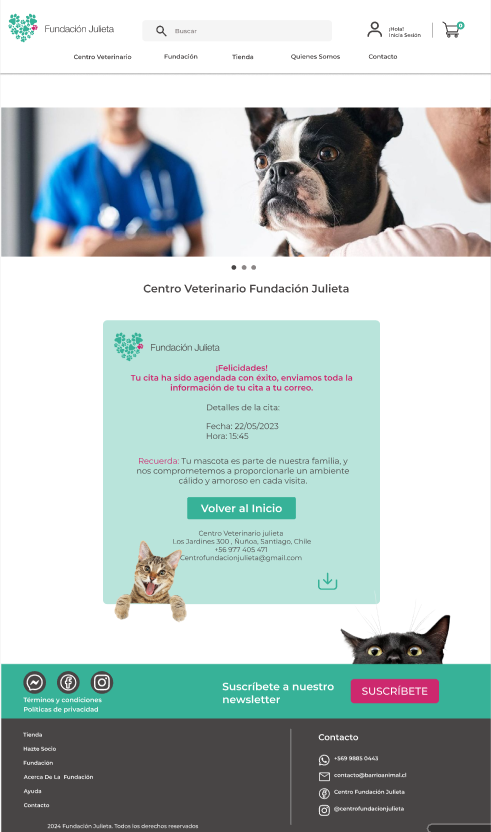 Fundación Julieta
Buscar
¡Hola!
Inicia Sesión
0
Centro Veterinario
Fundación
Tienda
Quienes Somos
Contacto
Centro Veterinario Fundación Julieta
Fundación Julieta
¡Felicidades!
Tu cita ha sido agendada con éxito, enviamos toda la
información de tu cita a tu correo.
Detalles de la cita:
Fecha: 22/05/2023
Hora: 15:45
Recuerda: Tu mascota es parte de nuestra familia, y
nos comprometemos a proporcionarle un ambiente
cálido y amoroso en cada visita.
Volver al Inicio
Centro Veterinario julieta
Los Jardines 300 , Ñuñoa, Santiago, Chile
+56 977 405 471
Centrofundacionjulieta@gmail.com
Términos y condiciones
Políticas de privacidad
Suscríbete a nuestro
newsletter
SUSCRÍBETE
Tienda
Hazte Socio
Fundación
Acerca De La Fundación
Ayuda
Contacto
2024 Fundación Julieta. Todos los derechos reservados
Contacto
+569 9885 0443
contacto@barrioanimal.cl
Centro Fundación Julieta
@centrofundacionjulieta